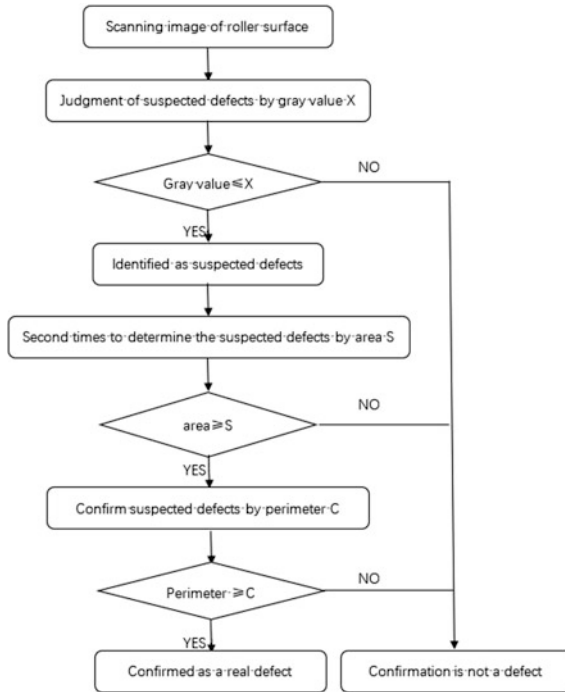 Scanning image of roller surface
Judgment of suspected defects by gray value X
Gray value≤X
NO
YES
Identified as suspected defects
Second times to determine the suspected defects by area S
area≥S
NO
YES
Confirm suspected defects by perimeter C
Perimeter ≥C
NO
YES
Confirmed as a real defect
Confirmation is not a defect